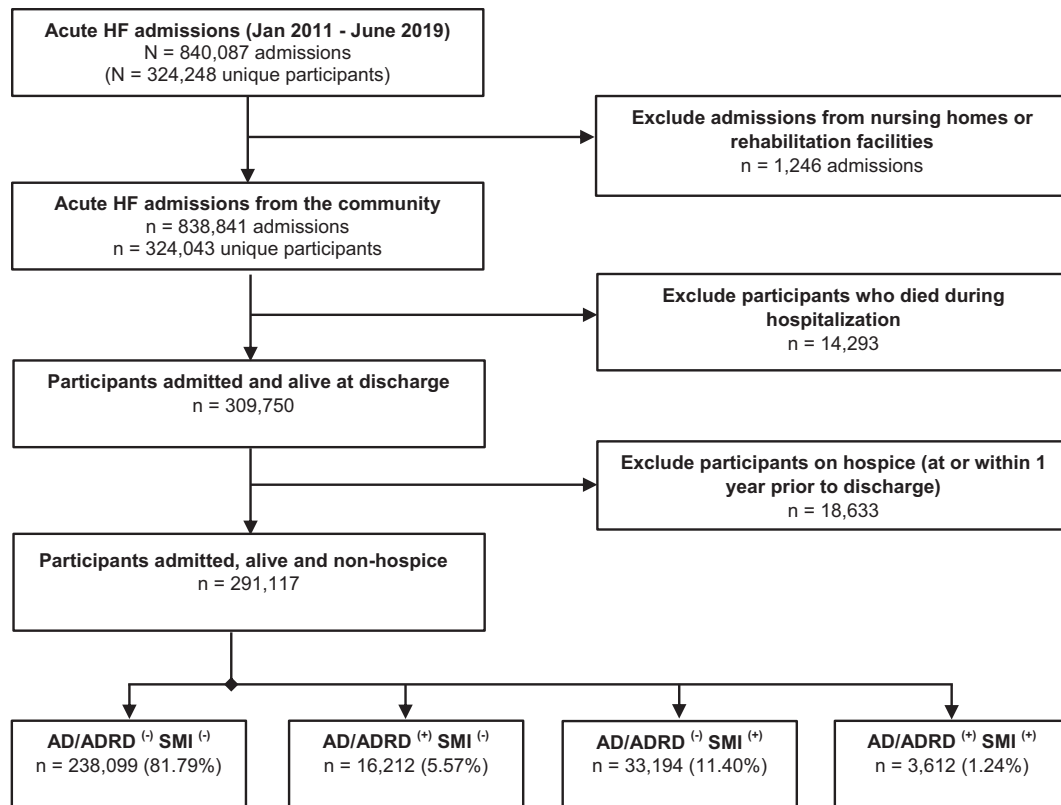 Acute HF admissions (Jan 2011 - June 2019)
N = 840,087 admissions
(N = 324,248 unique participants)
Exclude admissions from nursing homes or
rehabilitation facilities
n = 1,246 admissions
Acute HF admissions from the community
n = 838,841 admissions
n = 324,043 unique participants
Exclude participants who died during
hospitalization
n = 14,293
Participants admitted and alive at discharge
n = 309,750
Exclude participants on hospice (at or within 1
year prior to discharge)
n = 18,633
Participants admitted, alive and non-hospice
n = 291,117
AD/ADRD (-) SMI (-)
n = 238,099 (81.79%)
AD/ADRD (+) SMI (-)
n = 16,212 (5.57%)
AD/ADRD (-) SMI (+)
n = 33,194 (11.40%)
AD/ADRD (+) SMI (+)
n = 3,612 (1.24%)